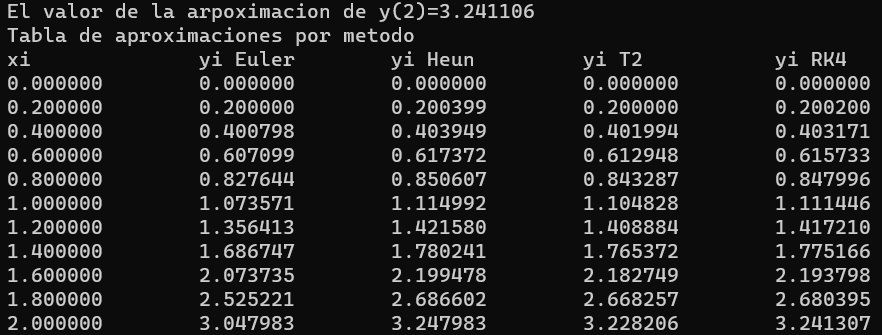 El valor de la arpoximacion de y(2)=3.241106
Tabla de aproximaciones por metodo
xi yi Euler yi Heun yi T2 yi RK4
0.000000 0.000000 0.000000 0.000000 0.000000
0.200000 0.200000 0.200399 0.200000 0.200200
0.400000 0.400798 0.403949 0.401994 0.403171
0.600000 0.607099 0.617372 0.612948 0.615733
0.800000 0.827644 0.850607 0.843287 0.847996
1.000000 1.073571 1.114992 1.104828 1.111446
1.200000 1.356413 1.421580 1.408884 1.417210
1.400000 1.686747 1.780241 1.765372 1.775166
1.600000 2.073735 2.199478 2.182749 2.193798
1.800000 2.525221 2.686602 2.668257 2.680395
2.000000 3.047983 3.247983 3.228206 3.241307